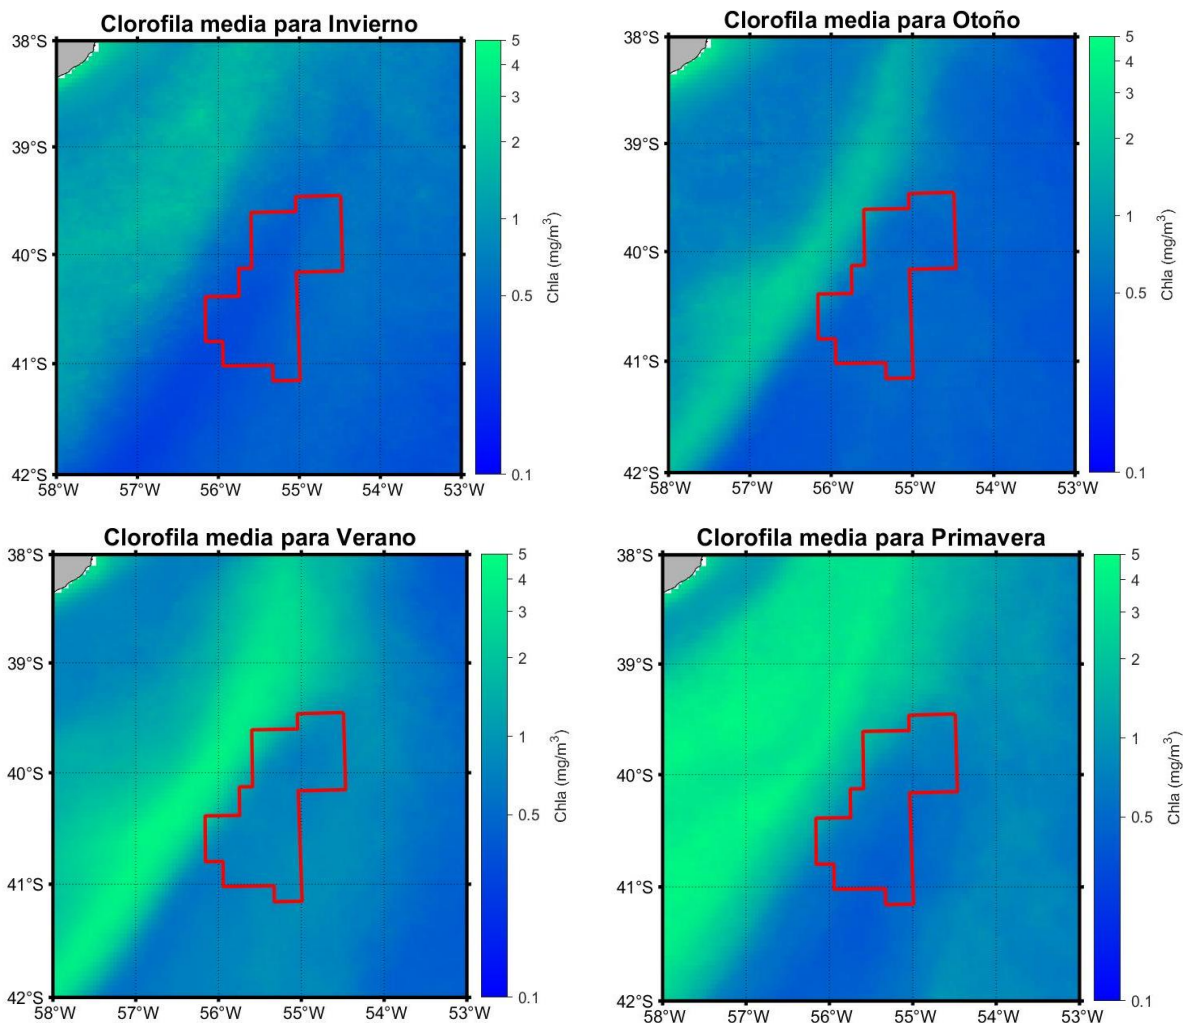 Clorofila media para Invierno
38°S
39°S
40°S
41°S
42°S
58°W 57°W 56°W 55°W 54°W 53°W
5
4
3
2
1
0.5
0.1
Chla (mg/m³)
Clorofila media para Otoño
38°S
39°S
40°S
41°S
42°S
58°W 57°W 56°W 55°W 54°W 53°W
5
4
3
2
1
0.5
0.1
Chla (mg/m³)
Clorofila media para Verano
38°S
39°S
40°S
41°S
42°S
58°W 57°W 56°W 55°W 54°W 53°W
5
4
3
2
1
0.5
0.1
Chla (mg/m³)
Clorofila media para Primavera
38°S
39°S
40°S
41°S
42°S
58°W 57°W 56°W 55°W 54°W 53°W
5
4
3
2
1
0.5
0.1
Chla (mg/m³)